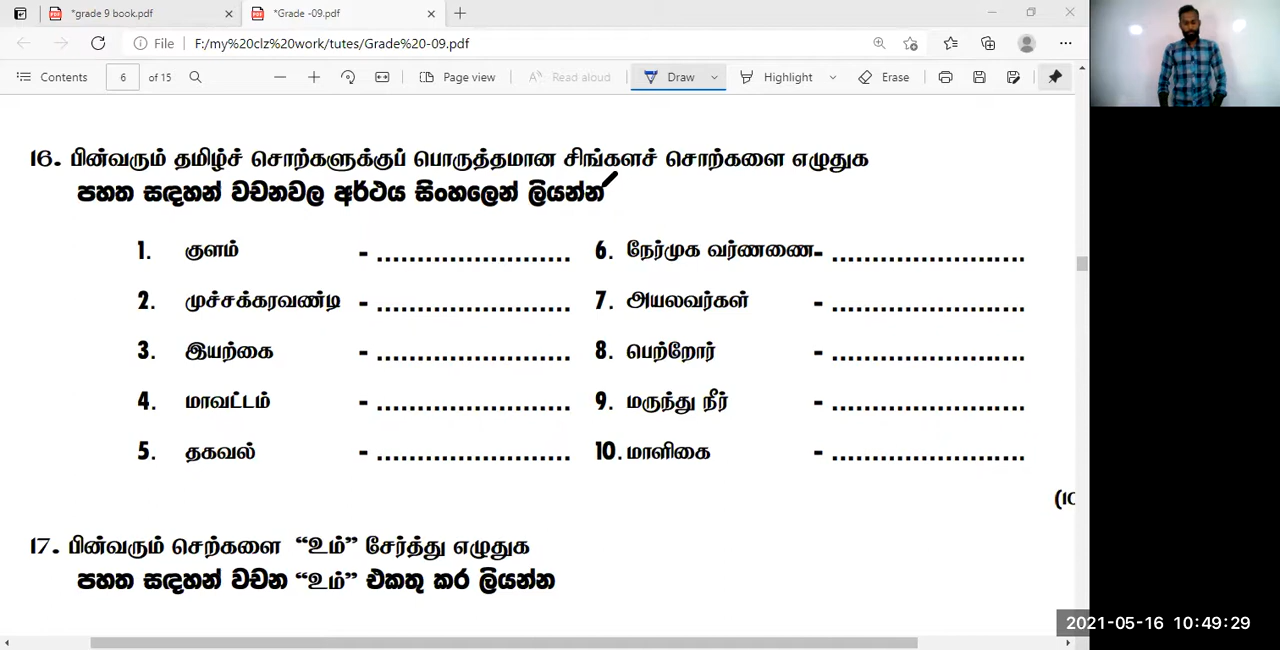 *grade 9 book.pdf
*Grade -09.pdf
File F:/my%20clz%20work/tutes/Grade%20-09.pdf
Contents 6 of 15 Page view Read aloud Draw Highlight Erase
16. பின்வரும் தமிழ்ச் சொற்களுக்குப் பொருத்தமான சிங்களச் சொற்களை எழுதுக
පහත සඳහන් වචනවල අර්ථය සිංහලෙන් ලියන්න
1. குளம் - ........................ 6. நேர்முக வர்ணணை- ........................
2. முச்சக்கரவண்டி - ........................ 7. அயலவர்கள் - ........................
3. இயற்கை - ........................ 8. பெற்றோர் - ........................
4. மாவட்டம் - ........................ 9. மருந்து நீர் - ........................
5. தகவல் - ........................ 10. மாளிகை - ........................
(10
17. பின்வரும் செற்களை “உம்” சேர்த்து எழுதுக
පහත සඳහන් වචන “உம்” එකතු කර ලියන්න
2021-05-16 10:49:29